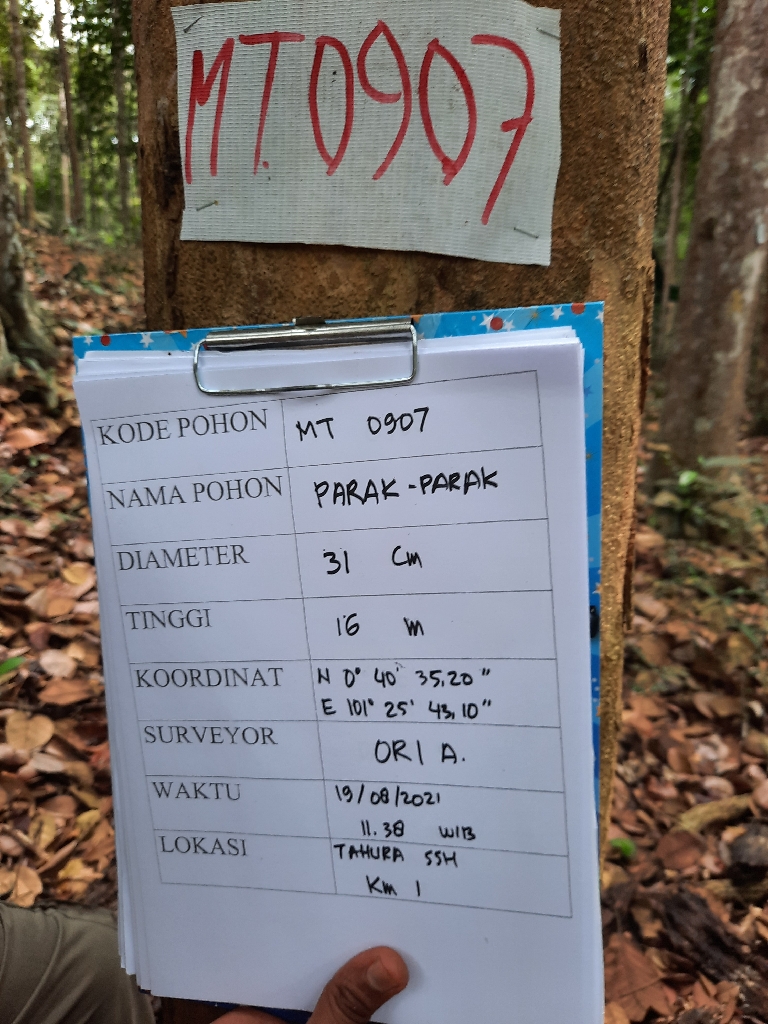 MT 0907
KODE POHON MT 0907
NAMA POHON PARAK-PARAK
DIAMETER 31 Cm
TINGGI 16 m
KOORDINAT N 0° 40' 35,20"
E 101° 25' 43,10"
SURVEYOR ORI A.
WAKTU 19/08/2021
11.38 WIB
LOKASI TAHURA SSH
Km 1